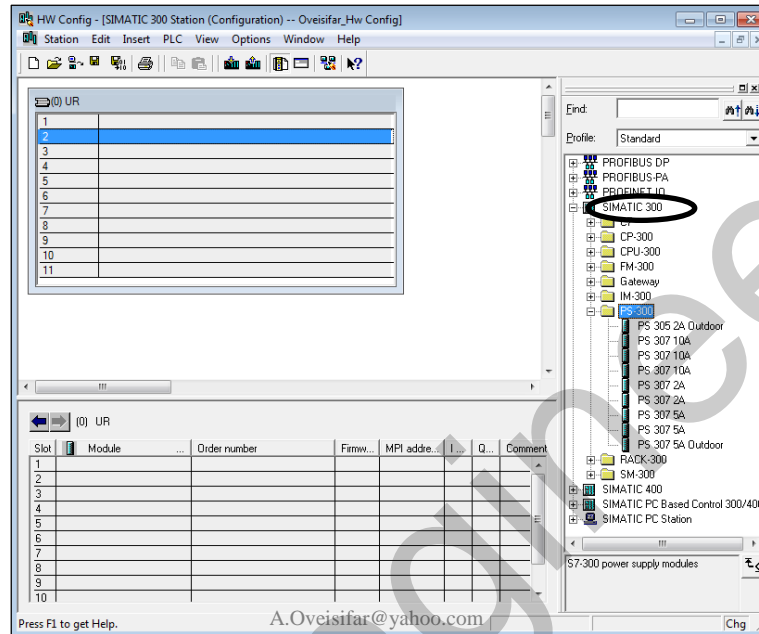 HW Config - [SIMATIC 300 Station (Configuration) -- Oveisifar_Hw Config]
Station Edit Insert PLC View Options Window Help
(0) UR
1
2
3
4
5
6
7
8
9
10
11
Find:
Profile: Standard
PROFIBUS DP
PROFIBUS-PA
PROFINET IO
SIMATIC 300
CP-300
CPU-300
FM-300
Gateway
IM-300
PS-300
PS 305 2A Outdoor
PS 307 10A
PS 307 10A
PS 307 10A
PS 307 2A
PS 307 2A
PS 307 5A
PS 307 5A
PS 307 5A Outdoor
RACK-300
SM-300
SIMATIC 400
SIMATIC PC Based Control 300/400
SIMATIC PC Station
S7-300 power supply modules
(0) UR
Slot Module ... Order number Firmw... MPI addre... I ... Q... Comment
1
2
3
4
5
6
7
8
9
10
Press F1 to get Help.
A.Oveisifar@yahoo.com
Chg